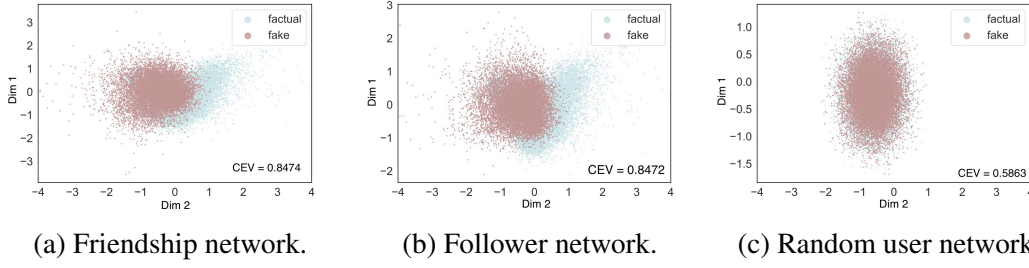 factual
fake
Dim 1
3
2
1
0
−1
−2
−3
CEV = 0.8474
−4 −3 −2 −1 0 1 2 3 4
Dim 2
(a) Friendship network.
factual
fake
Dim 1
3
2
1
0
−1
−2
CEV = 0.8472
−4 −3 −2 −1 0 1 2 3 4
Dim 2
(b) Follower network.
factual
fake
Dim 1
1.0
0.5
0.0
−0.5
−1.0
−1.5
CEV = 0.5863
−4 −3 −2 −1 0 1 2 3 4
Dim 2
(c) Random user network